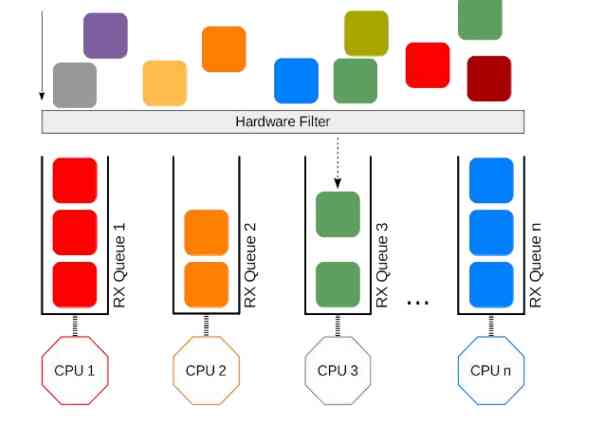 Hardware Filter
RX Queue 1
RX Queue 2
RX Queue 3
...
RX Queue n
CPU 1
CPU 2
CPU 3
CPU n